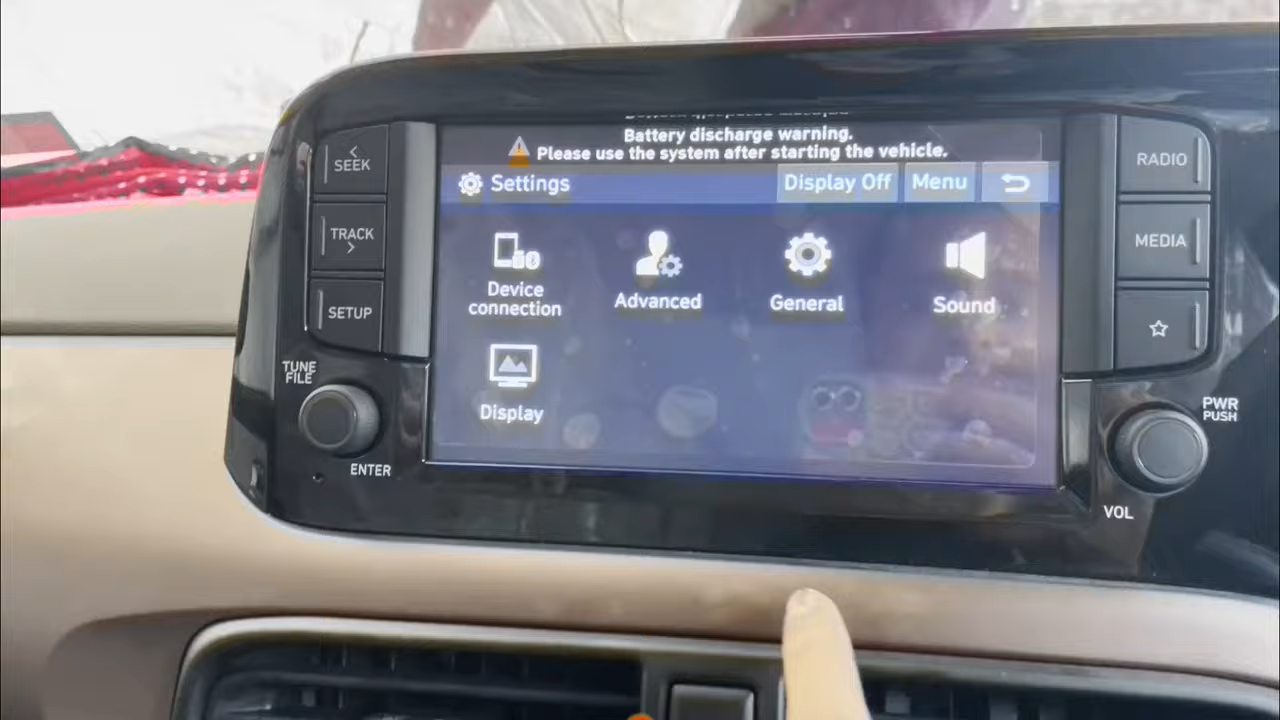 Battery discharge warning.
Please use the system after starting the vehicle.
SEEK
TRACK
SETUP
TUNE
FILE
ENTER
Settings
Display Off
Menu
Device
connection
Advanced
General
Sound
Display
RADIO
MEDIA
PWR
PUSH
VOL